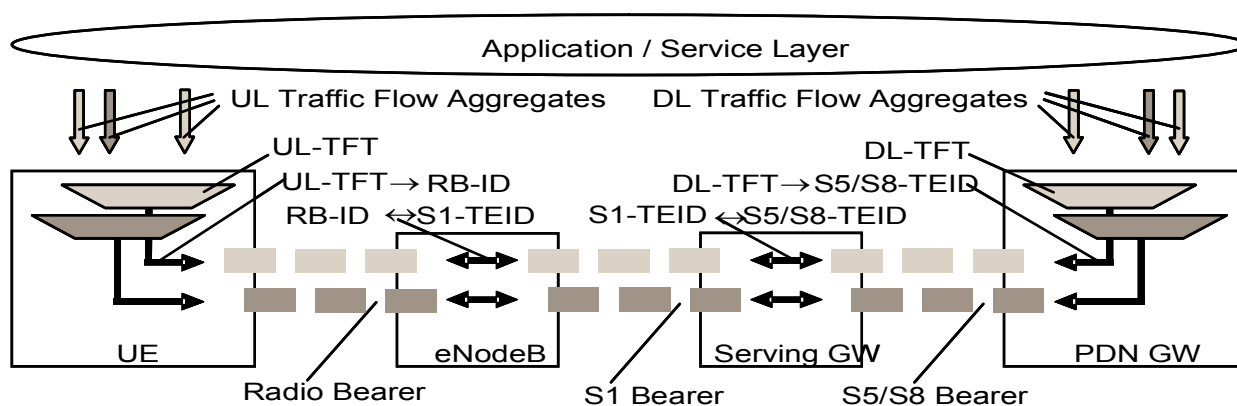 Application / Service Layer
UL Traffic Flow Aggregates
DL Traffic Flow Aggregates
UL-TFT
DL-TFT
UL-TFT → RB-ID
DL-TFT → S5/S8-TEID
RB-ID ↔ S1-TEID
S1-TEID ↔ S5/S8-TEID
UE
eNodeB
Serving GW
PDN GW
Radio Bearer
S1 Bearer
S5/S8 Bearer